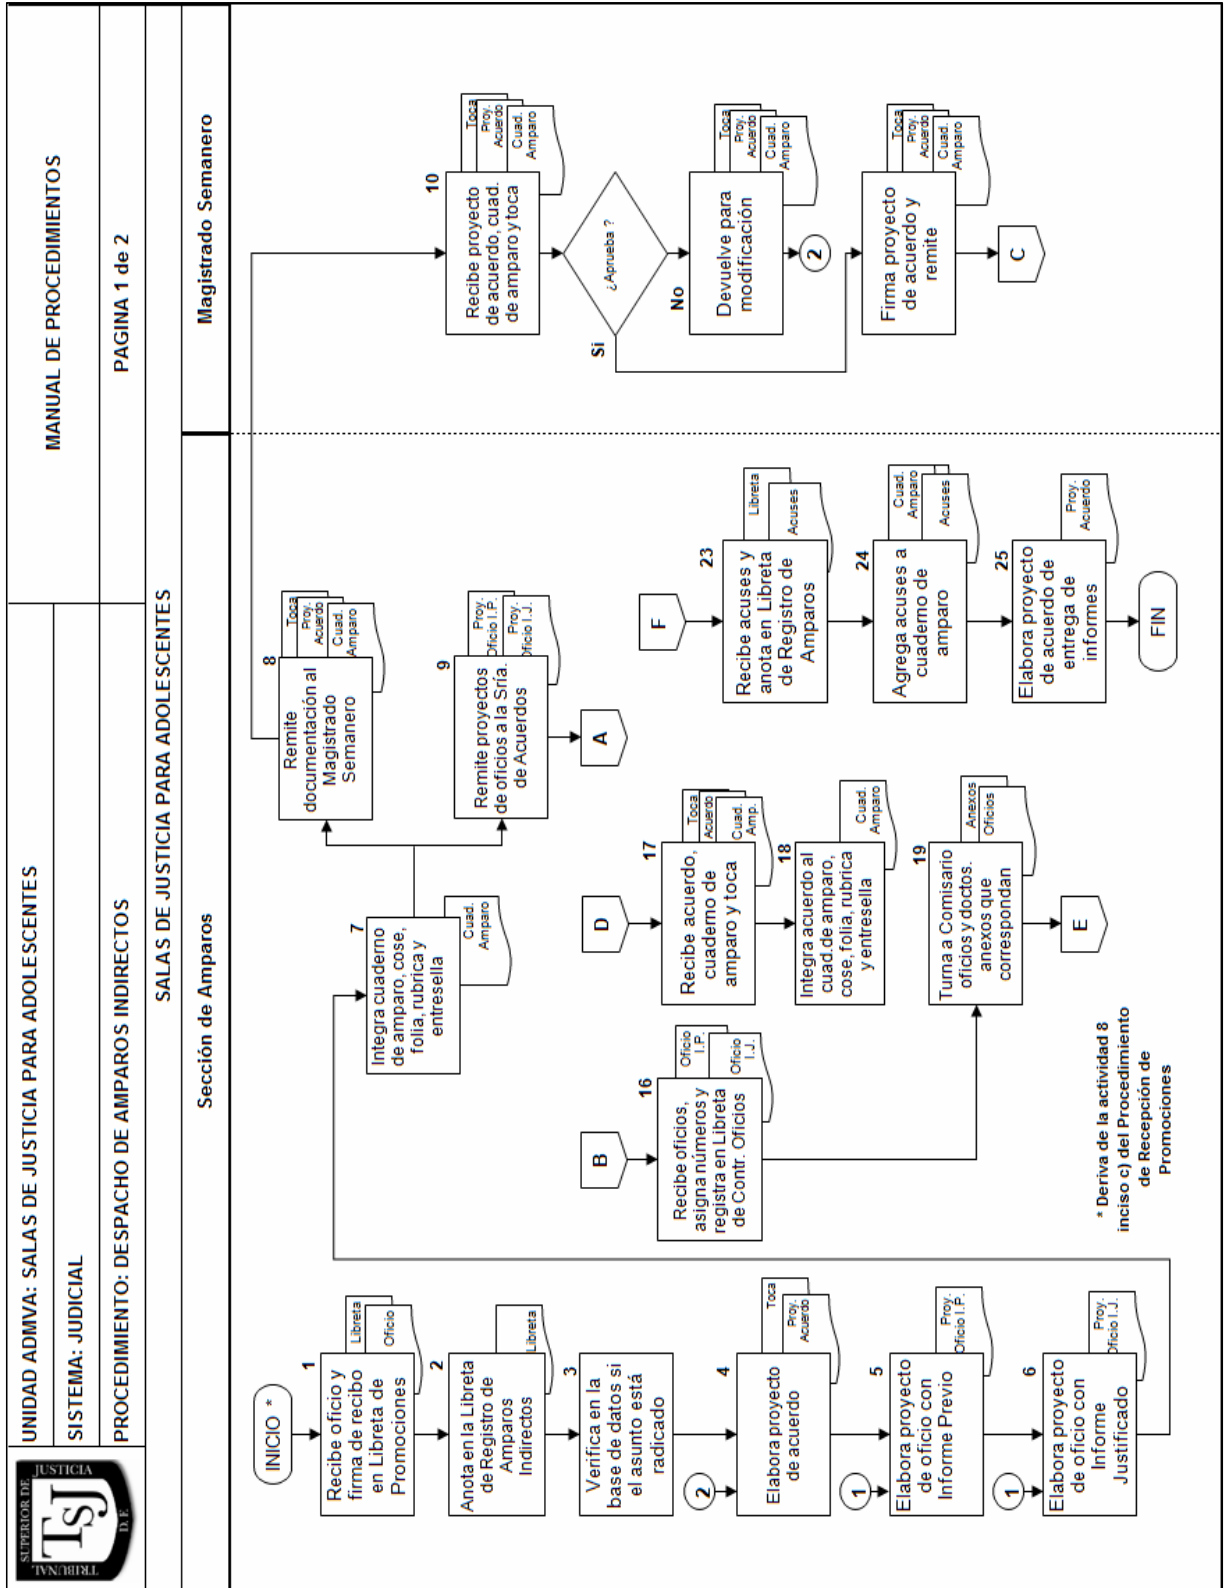 TRIBUNAL
SUPERIOR DE
JUSTICIA
TSJ
D. F.
UNIDAD ADMVA: SALAS DE JUSTICIA PARA ADOLESCENTES
MANUAL DE PROCEDIMIENTOS
SISTEMA: JUDICIAL
PROCEDIMIENTO: DESPACHO DE AMPAROS INDIRECTOS
PAGINA 1 de 2
SALAS DE JUSTICIA PARA ADOLESCENTES
Sección de Amparos
Magistrado Semanero
INICIO *
1
Recibe oficio y
firma de recibo
en Libreta de
Promociones
Libreta
Oficio
2
Anota en la Libreta
de Registro de
Amparos
Indirectos
Libreta
3
Verifica en la
base de datos si
el asunto está
radicado
2
4
Elabora proyecto
de acuerdo
Toca
Proy.
Acuerdo
1
5
Elabora proyecto
de oficio con
Informe Previo
Proy.
Oficio I.P.
1
6
Elabora proyecto
de oficio con
Informe
Justificado
Proy.
Oficio I.J.
7
Integra cuaderno
de amparo, cose,
folia, rubrica y
entresella
Cuad.
Amparo
8
Remite
documentación al
Magistrado
Semanero
Toca
Proy.
Acuerdo
Cuad.
Amparo
9
Remite proyectos
de oficios a la Sría.
de Acuerdos
Proy.
Oficio I.P.
Proy.
Oficio I.J.
A
B
16
Recibe oficios,
asigna números y
registra en Libreta
de Contr. Oficios
Oficio
I.P.
Oficio
I.J.
D
17
Recibe acuerdo,
cuaderno de
amparo y toca
Toca
Acuerdo
Cuad.
Amp.
18
Integra acuerdo al
cuad.de amparo,
cose, folia, rubrica
y entresella
Cuad.
Amparo
19
Turna a Comisario
oficios y doctos.
anexos que
correspondan
Anexos
Oficios
E
* Deriva de la actividad 8
inciso c) del Procedimiento
de Recepción de
Promociones
F
23
Recibe acuses y
anota en Libreta
de Registro de
Amparos
Libreta
Acuses
24
Agrega acuses a
cuaderno de
amparo
Cuad.
Amparo
Acuses
25
Elabora proyecto
de acuerdo de
entrega de
informes
Proy.
Acuerdo
FIN
10
Recibe proyecto
de acuerdo, cuad.
de amparo y toca
Toca
Proy.
Acuerdo
Cuad.
Amparo
¿Aprueba ?
Si
No
Devuelve para
modificación
Toca
Proy.
Acuerdo
Cuad.
Amparo
2
Firma proyecto
de acuerdo y
remite
Toca
Proy.
Acuerdo
Cuad.
Amparo
C